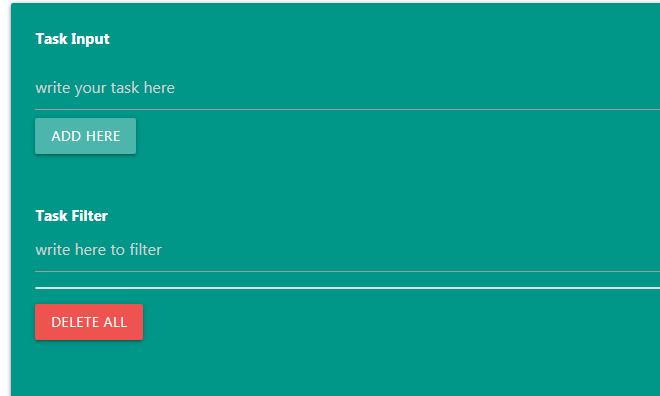 Task Input
write your task here
ADD HERE
Task Filter
write here to filter
DELETE ALL